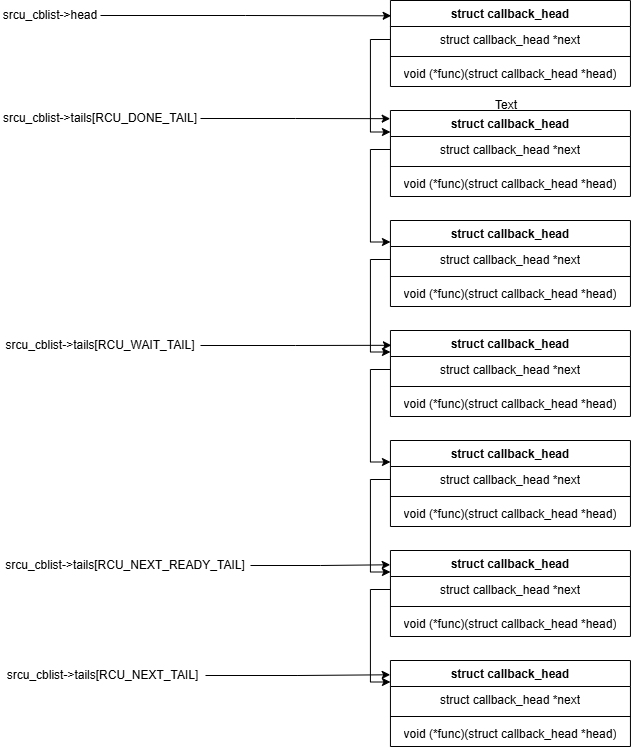 srcu_cblist->head
struct callback_head
struct callback_head *next
void (*func)(struct callback_head *head)
Text
srcu_cblist->tails[RCU_DONE_TAIL]
struct callback_head
struct callback_head *next
void (*func)(struct callback_head *head)
struct callback_head
struct callback_head *next
void (*func)(struct callback_head *head)
srcu_cblist->tails[RCU_WAIT_TAIL]
struct callback_head
struct callback_head *next
void (*func)(struct callback_head *head)
struct callback_head
struct callback_head *next
void (*func)(struct callback_head *head)
srcu_cblist->tails[RCU_NEXT_READY_TAIL]
struct callback_head
struct callback_head *next
void (*func)(struct callback_head *head)
srcu_cblist->tails[RCU_NEXT_TAIL]
struct callback_head
struct callback_head *next
void (*func)(struct callback_head *head)